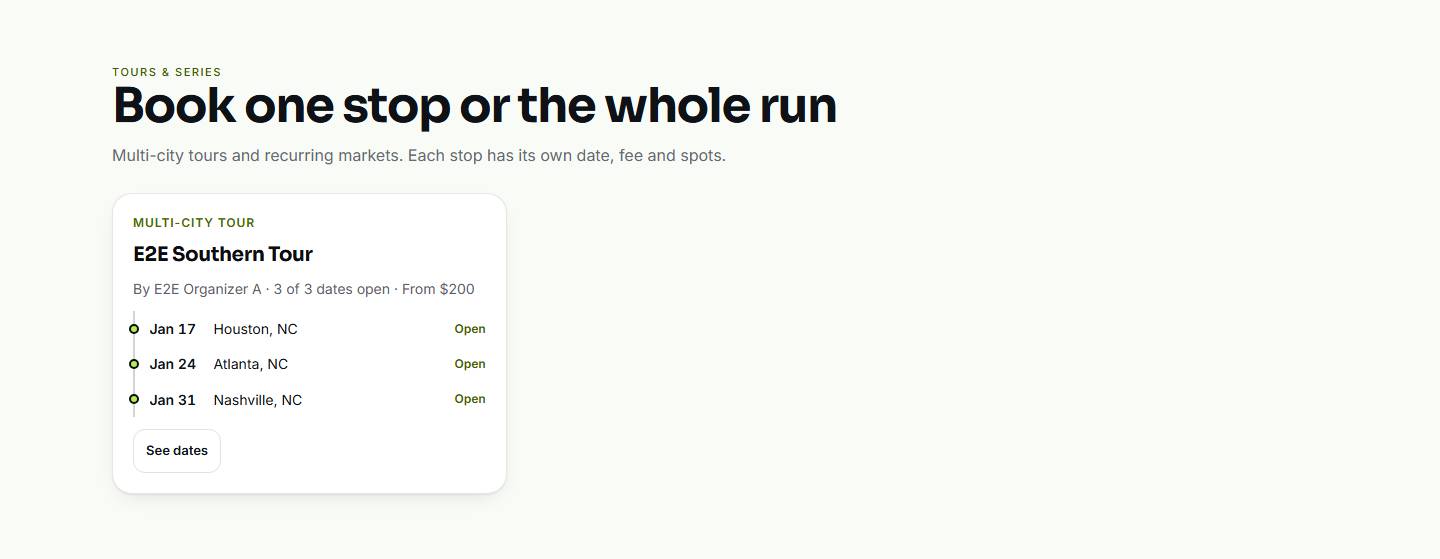 TOURS & SERIES
Book one stop or the whole run
Multi-city tours and recurring markets. Each stop has its own date, fee and spots.
MULTI-CITY TOUR
E2E Southern Tour
By E2E Organizer A · 3 of 3 dates open · From $200
Jan 17 Houston, NC Open
Jan 24 Atlanta, NC Open
Jan 31 Nashville, NC Open
See dates